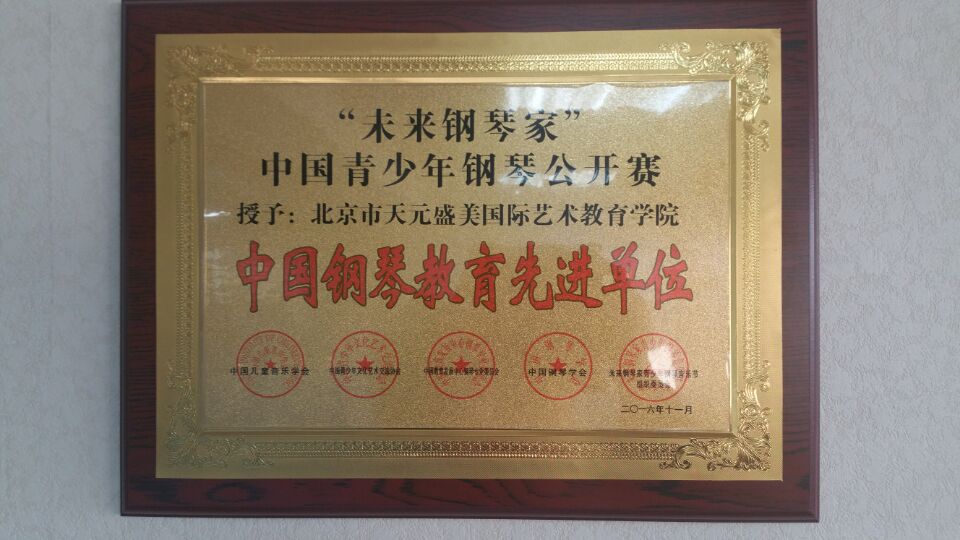 “未来钢琴家”
中国青少年钢琴公开赛
授予：北京市天元盛美国际艺术教育学院
中国钢琴教育先进单位
中国儿童音乐学会
中国钢琴学会
二〇一六年十一月